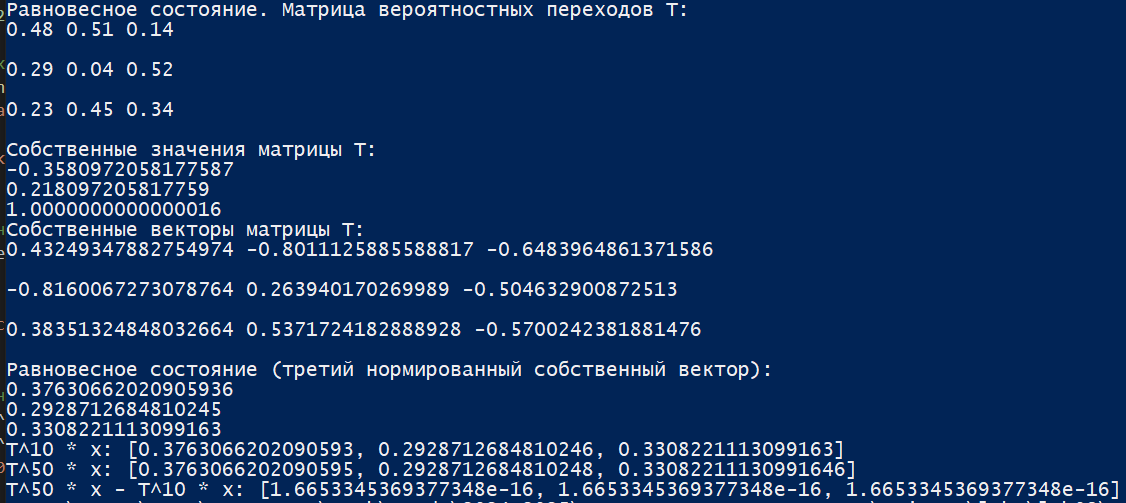 Равновесное состояние. Матрица вероятностных переходов T:
0.48 0.51 0.14
0.29 0.04 0.52
0.23 0.45 0.34
Собственные значения матрицы T:
-0.3580972058177587
0.218097205817759
1.0000000000000016
Собственные векторы матрицы T:
0.43249347882754974 -0.8011125885588817 -0.6483964861371586
-0.8160067273078764 0.263940170269989 -0.504632900872513
0.38351324848032664 0.5371724182888928 -0.5700242381881476
Равновесное состояние (третий нормированный собственный вектор):
0.37630662020905936
0.2928712684810245
0.3308221113099163
T^10 * x: [0.3763066202090593, 0.2928712684810246, 0.3308221113099163]
T^50 * x: [0.3763066202090595, 0.2928712684810248, 0.33082211130991646]
T^50 * x - T^10 * x: [1.6653345369377348e-16, 1.6653345369377348e-16, 1.6653345369377348e-16]